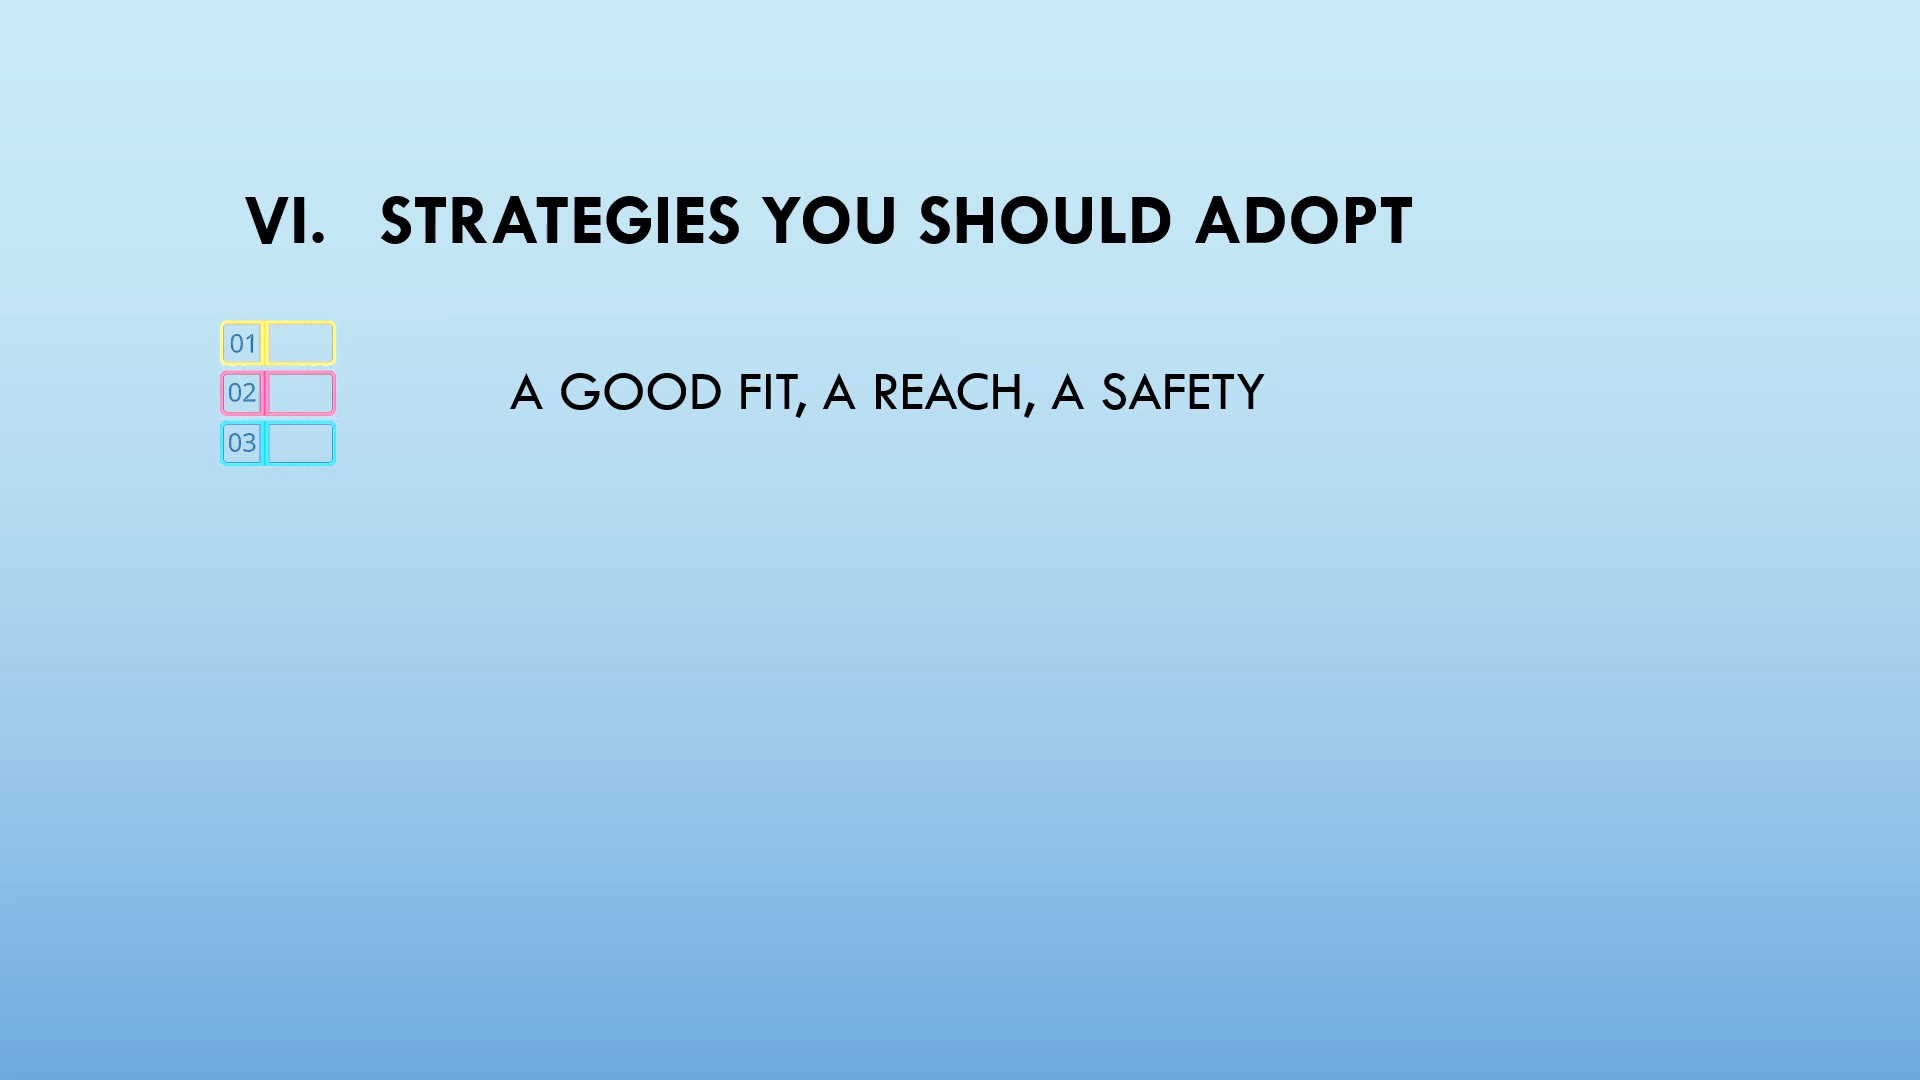 VI. STRATEGIES YOU SHOULD ADOPT
01
02
03
A GOOD FIT, A REACH, A SAFETY